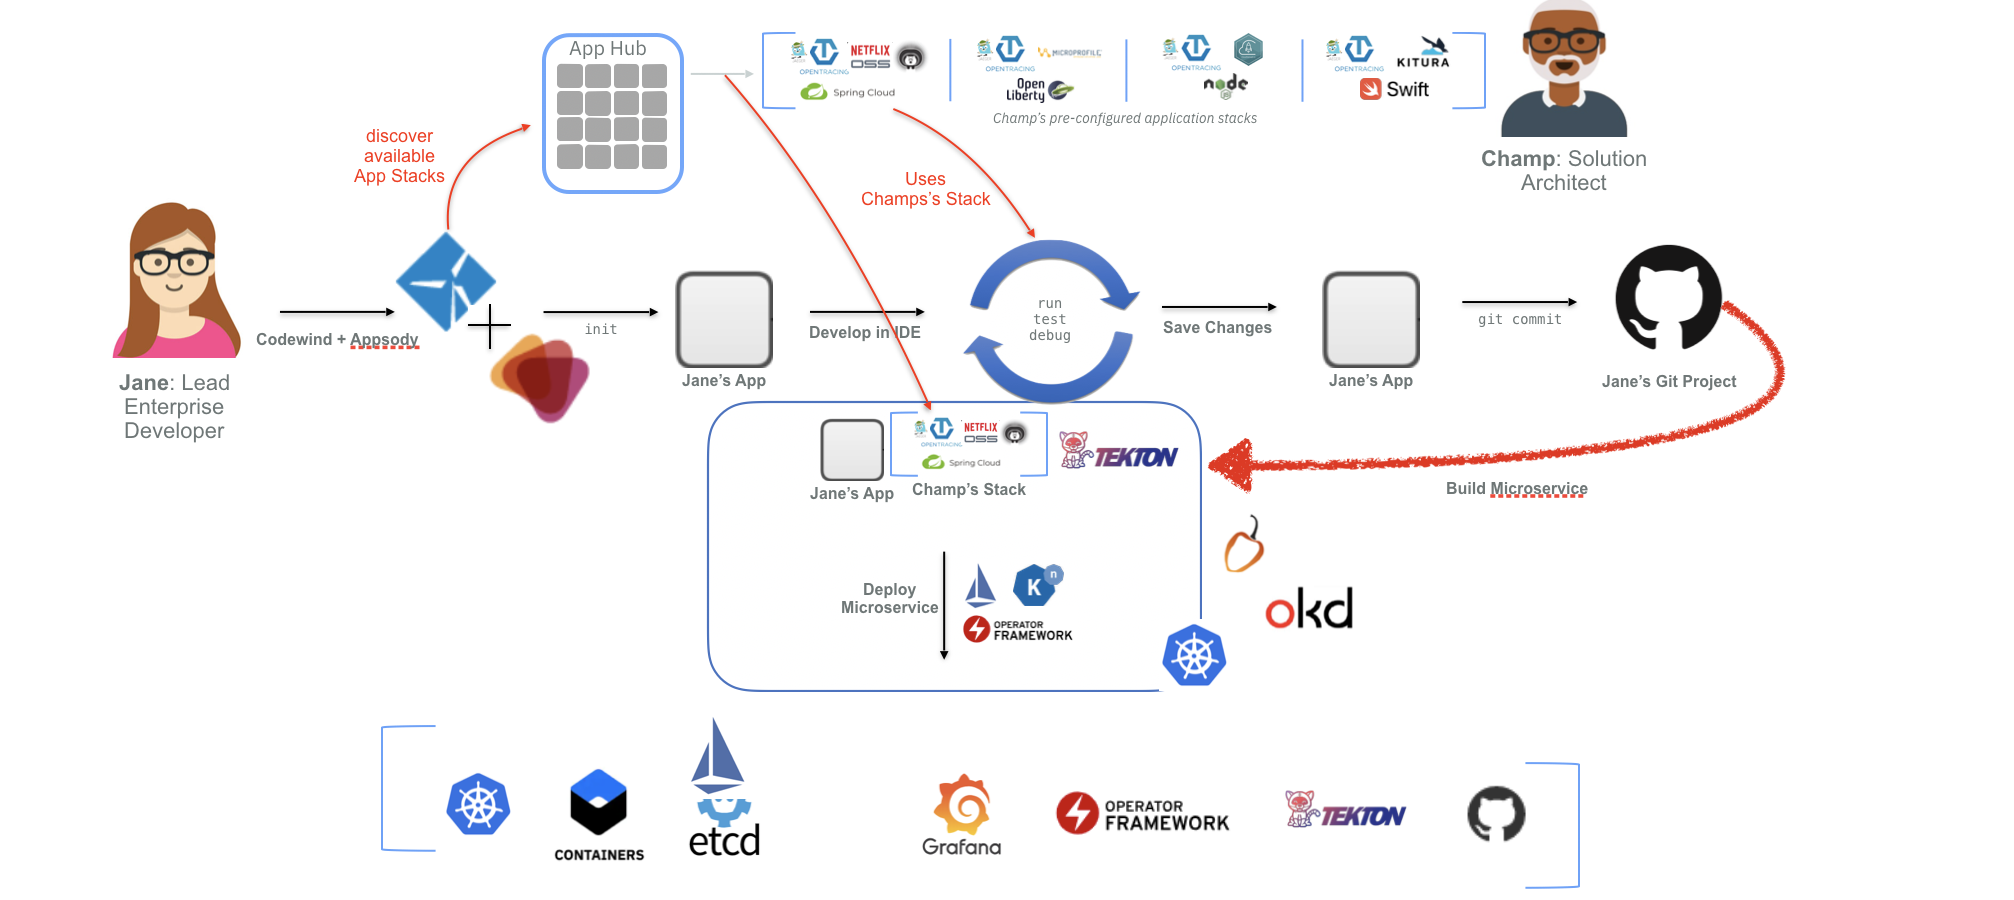 App Hub
OPENTRACING
NETFLIX
OSS
Spring Cloud
OPENTRACING
MICROPROFILE
Open
Liberty
OPENTRACING
node
JS
OPENTRACING
KITURA
Swift
Champ's pre-configured application stacks
Champ: Solution
Architect
discover
available
App Stacks
Uses
Champs's Stack
Codewind + Appsody
init
Develop in IDE
run
test
debug
Save Changes
git commit
Jane: Lead
Enterprise
Developer
Jane's App
Jane's App
Jane's Git Project
OPENTRACING
NETFLIX
OSS
Spring Cloud
TEKTON
Jane's App
Champ's Stack
Build Microservice
Deploy
Microservice
K
n
OPERATOR
FRAMEWORK
okd
CONTAINERS
etcd
Grafana
OPERATOR
FRAMEWORK
TEKTON